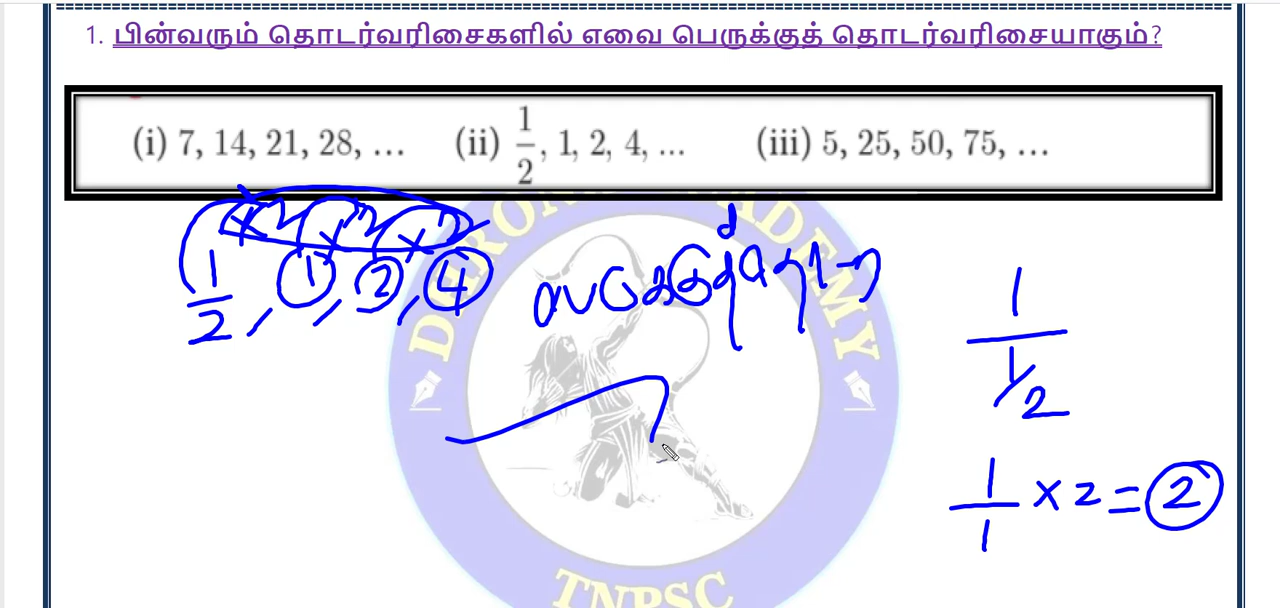 1. பின்வரும் தொடர்வரிசைகளில் எவை பெருக்குத் தொடர்வரிசையாகும்?
(i) 7, 14, 21, 28, … (ii) 1/2, 1, 2, 4, … (iii) 5, 25, 50, 75, …
×2 ×2 ×2
1/2, 1, 2, 4
1/(1/2)
1/1 × 2 = 2
ACADEMY
TNPSC